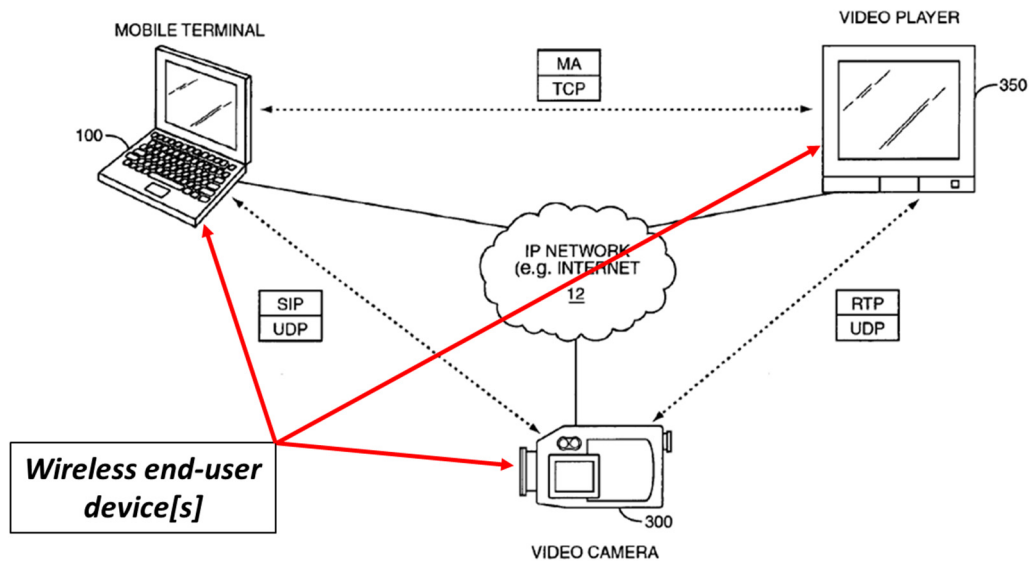 MOBILE TERMINAL
VIDEO PLAYER
MA
TCP
350
100
IP NETWORK
(e.g. INTERNET
12
SIP
UDP
RTP
UDP
Wireless end-user
device[s]
300
VIDEO CAMERA